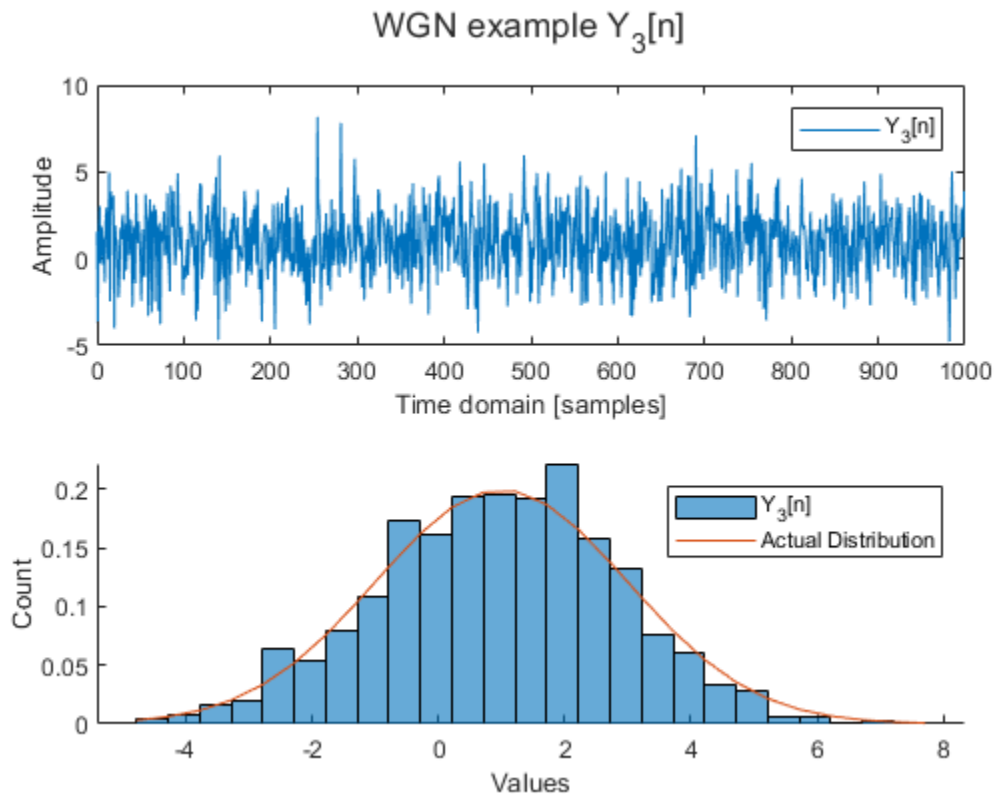 WGN example Y₃[n]
10
5
0
-5
Amplitude
Y₃[n]
0 100 200 300 400 500 600 700 800 900 1000
Time domain [samples]
0.2
0.15
0.1
0.05
0
Count
Y₃[n]
Actual Distribution
-4 -2 0 2 4 6 8
Values